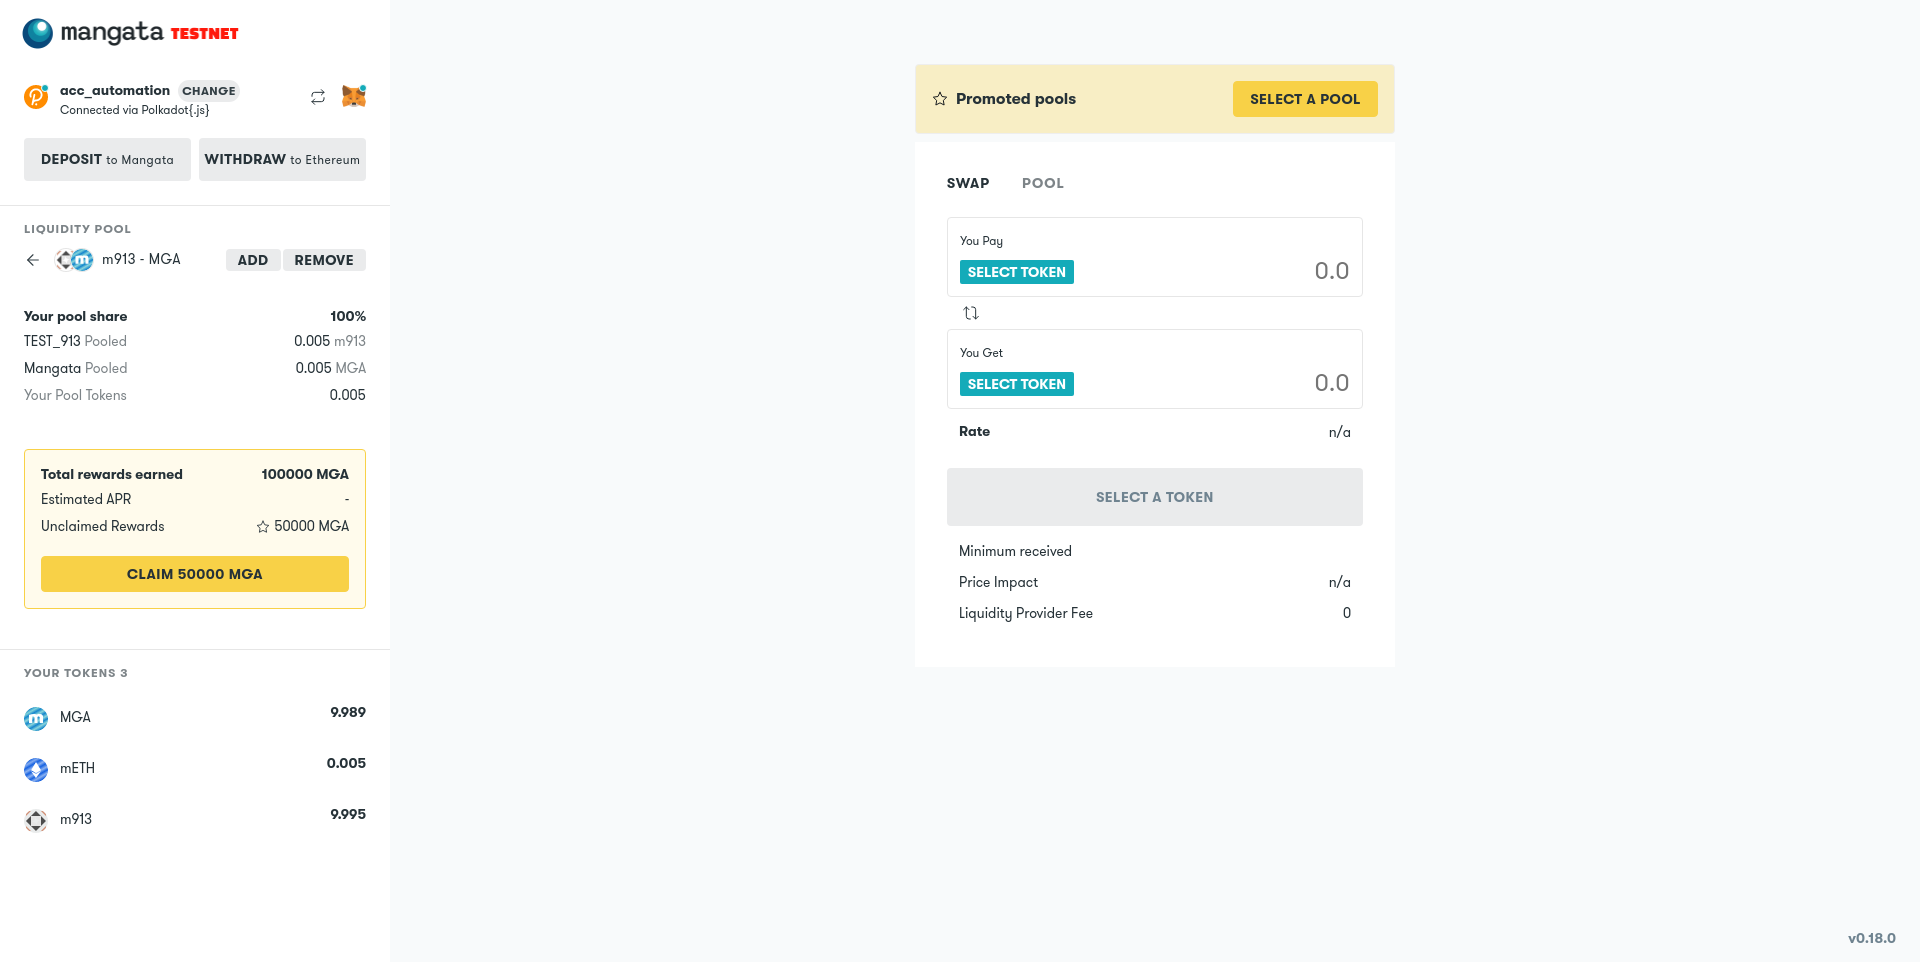 mangata TESTNET
acc_automation CHANGE
Connected via Polkadot{.js}
DEPOSIT to Mangata WITHDRAW to Ethereum
LIQUIDITY POOL
m913 - MGA ADD REMOVE
Your pool share 100%
TEST_913 Pooled 0.005 m913
Mangata Pooled 0.005 MGA
Your Pool Tokens 0.005
Total rewards earned 100000 MGA
Estimated APR -
Unclaimed Rewards 50000 MGA
CLAIM 50000 MGA
YOUR TOKENS 3
MGA 9.989
mETH 0.005
m913 9.995
Promoted pools SELECT A POOL
SWAP POOL
You Pay
SELECT TOKEN 0.0
You Get
SELECT TOKEN 0.0
Rate n/a
SELECT A TOKEN
Minimum received
Price Impact n/a
Liquidity Provider Fee 0
v0.18.0